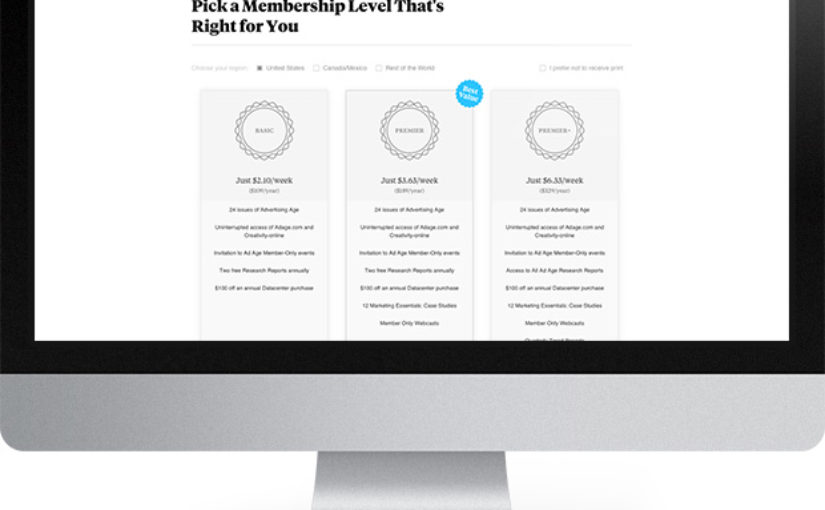 Pick a Membership Level That's
Right for You
Choose your region: United States Canada/Mexico Rest of the World I prefer not to receive print
Best
Value
BASIC
Just $2.10/week
($109/year)
24 issues of Advertising Age
Uninterrupted access of Adage.com and
Creativity-online
Invitation to Ad Age Member-Only events
Two free Research Reports annually
$100 off an annual Datacenter purchase
PREMIER
Just $3.63/week
($189/year)
24 issues of Advertising Age
Uninterrupted access of Adage.com and
Creativity-online
Invitation to Ad Age Member-Only events
Two free Research Reports annually
$100 off an annual Datacenter purchase
12 Marketing Essentials: Case Studies
Member Only Webcasts
PREMIER+
Just $6.33/week
($329/year)
24 issues of Advertising Age
Uninterrupted access of Adage.com and
Creativity-online
Invitation to Ad Age Member-Only events
Access to All Ad Age Research Reports
$100 off an annual Datacenter purchase
12 Marketing Essentials: Case Studies
Member Only Webcasts